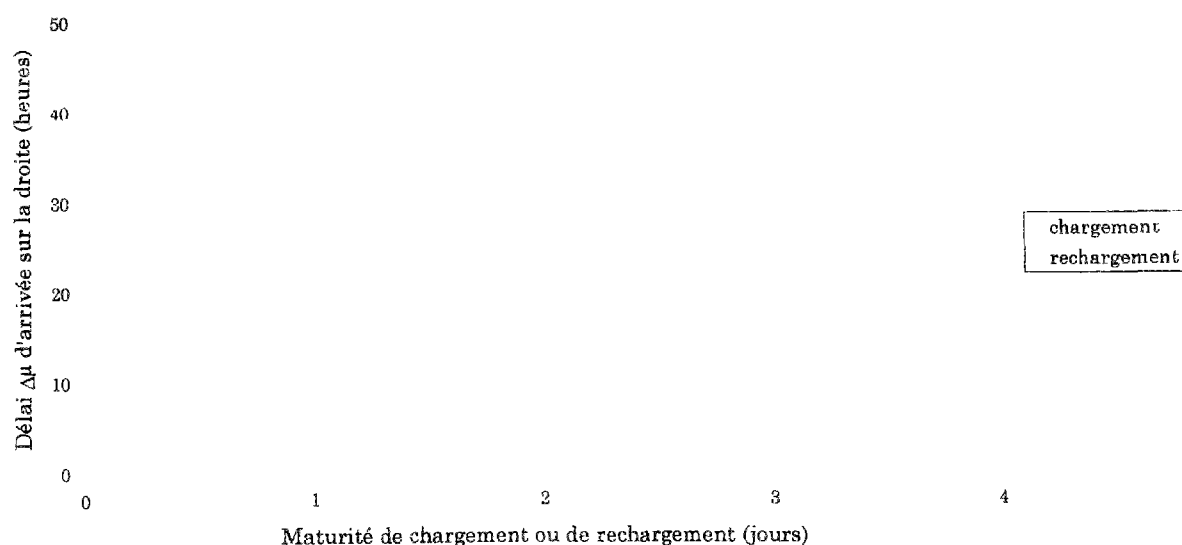 50
40
30
20
10
0
Délai Δμ d'arrivée sur la droite (heures)
0 1 2 3 4
Maturité de chargement ou de rechargement (jours)
chargement
rechargement